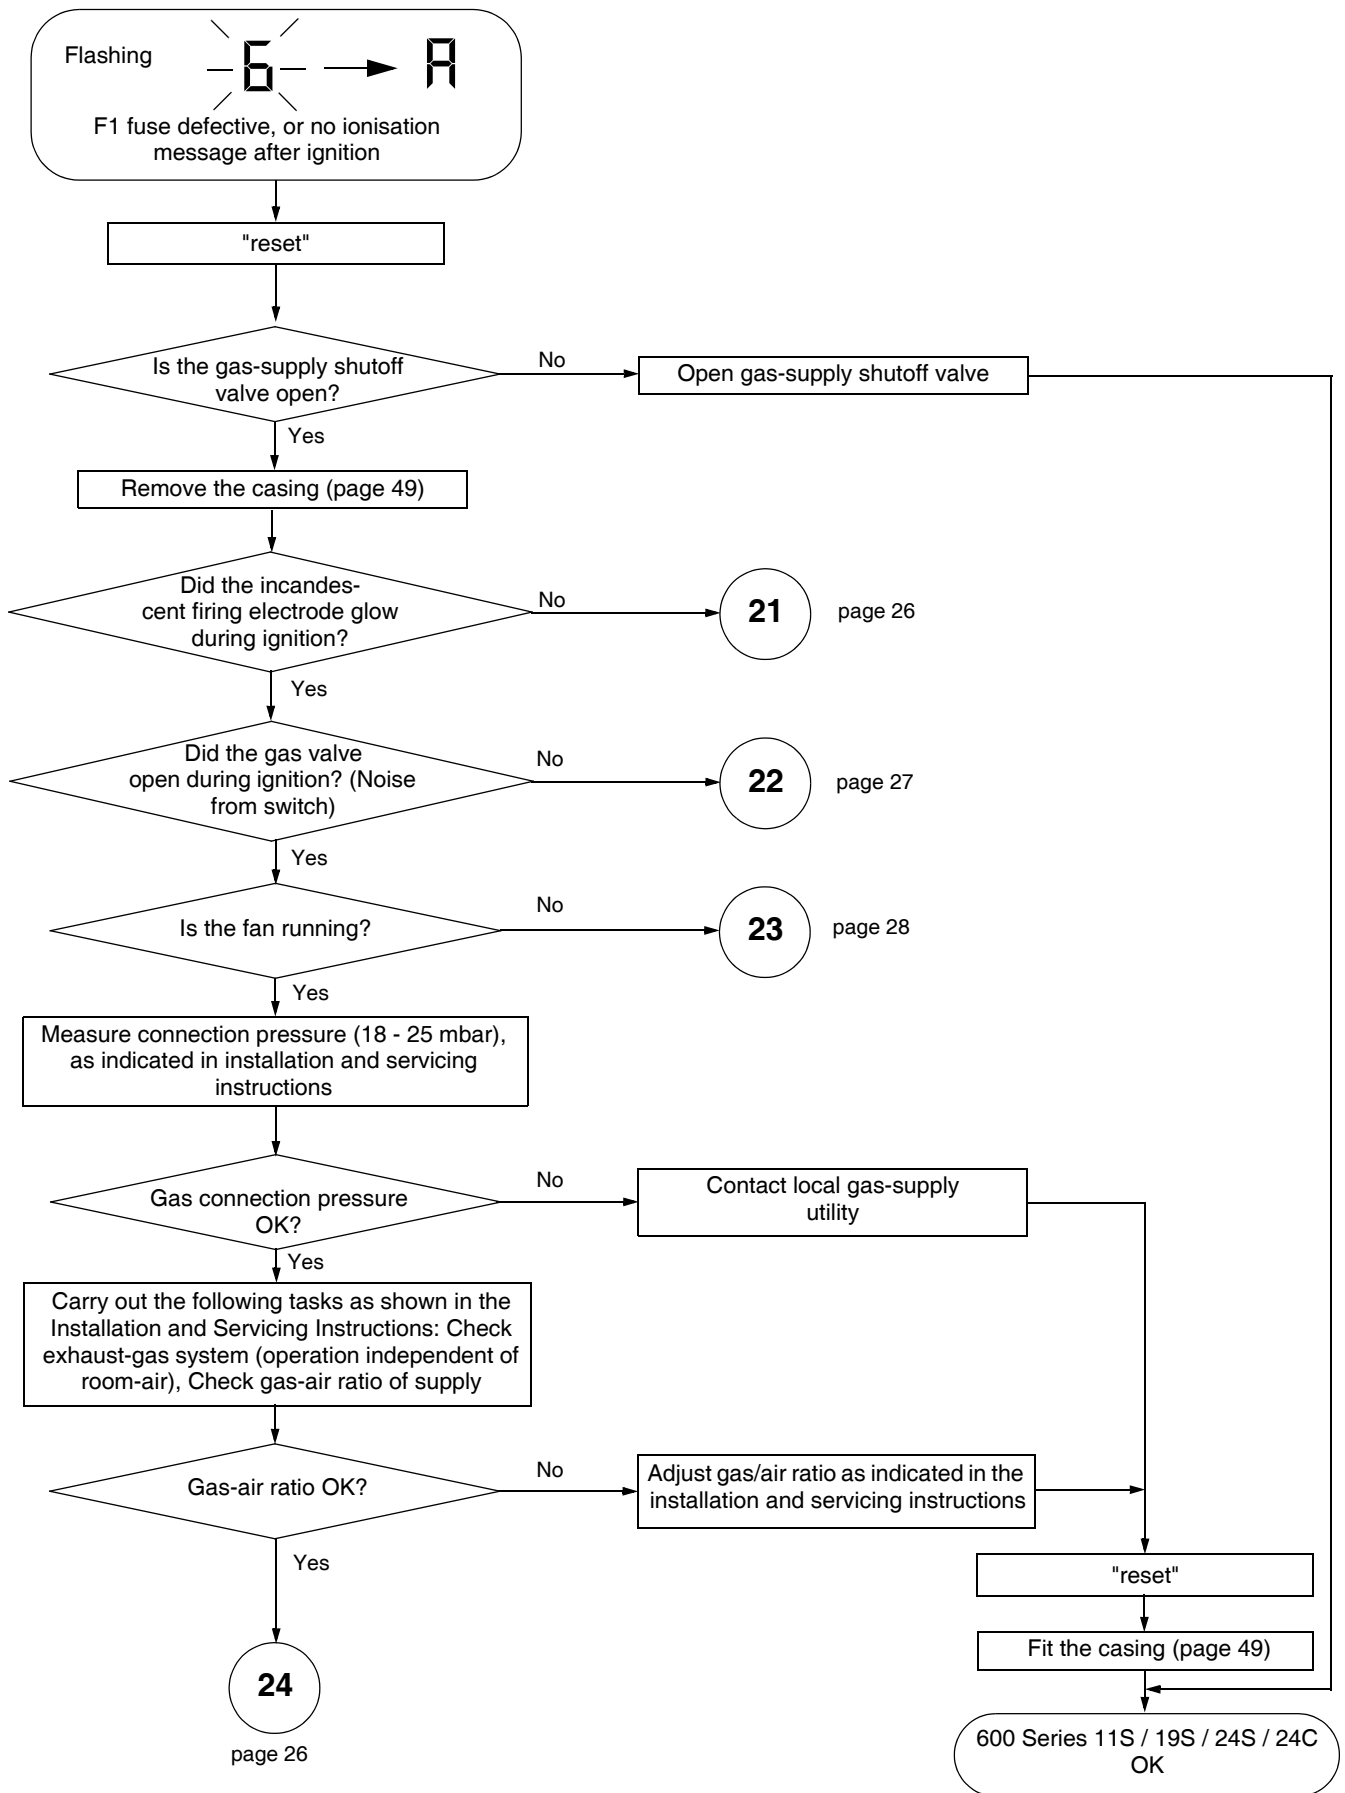 Flashing
6
A
F1 fuse defective, or no ionisation
message after ignition
"reset"
Is the gas-supply shutoff
valve open?
No
Open gas-supply shutoff valve
Yes
Remove the casing (page 49)
Did the incandes-
cent firing electrode glow
during ignition?
No
21
page 26
Yes
Did the gas valve
open during ignition? (Noise
from switch)
No
22
page 27
Yes
Is the fan running?
No
23
page 28
Yes
Measure connection pressure (18 - 25 mbar),
as indicated in installation and servicing
instructions
Gas connection pressure
OK?
No
Contact local gas-supply
utility
Yes
Carry out the following tasks as shown in the
Installation and Servicing Instructions: Check
exhaust-gas system (operation independent of
room-air), Check gas-air ratio of supply
Gas-air ratio OK?
No
Adjust gas/air ratio as indicated in the
installation and servicing instructions
Yes
"reset"
Fit the casing (page 49)
24
page 26
600 Series 11S / 19S / 24S / 24C
OK